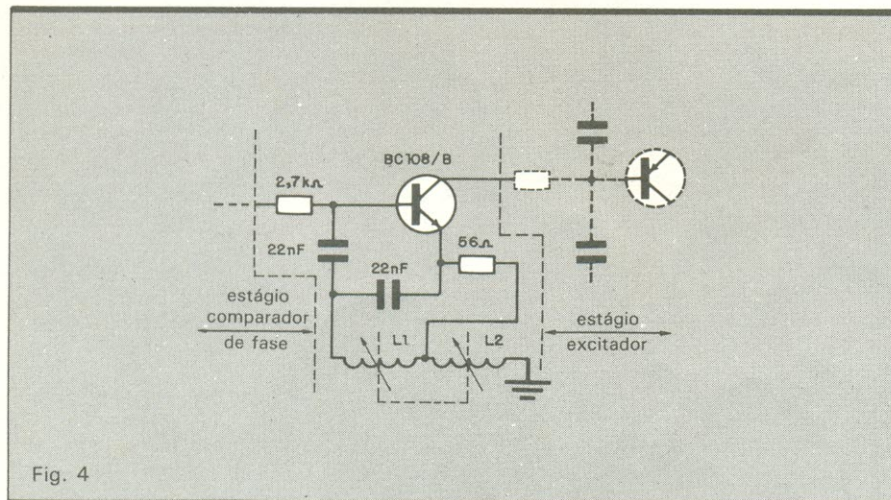 BC108/B
2,7kΩ
22nF
22nF
56Ω
estágio
comparador
de fase
L1
L2
estágio
excitador
Fig. 4